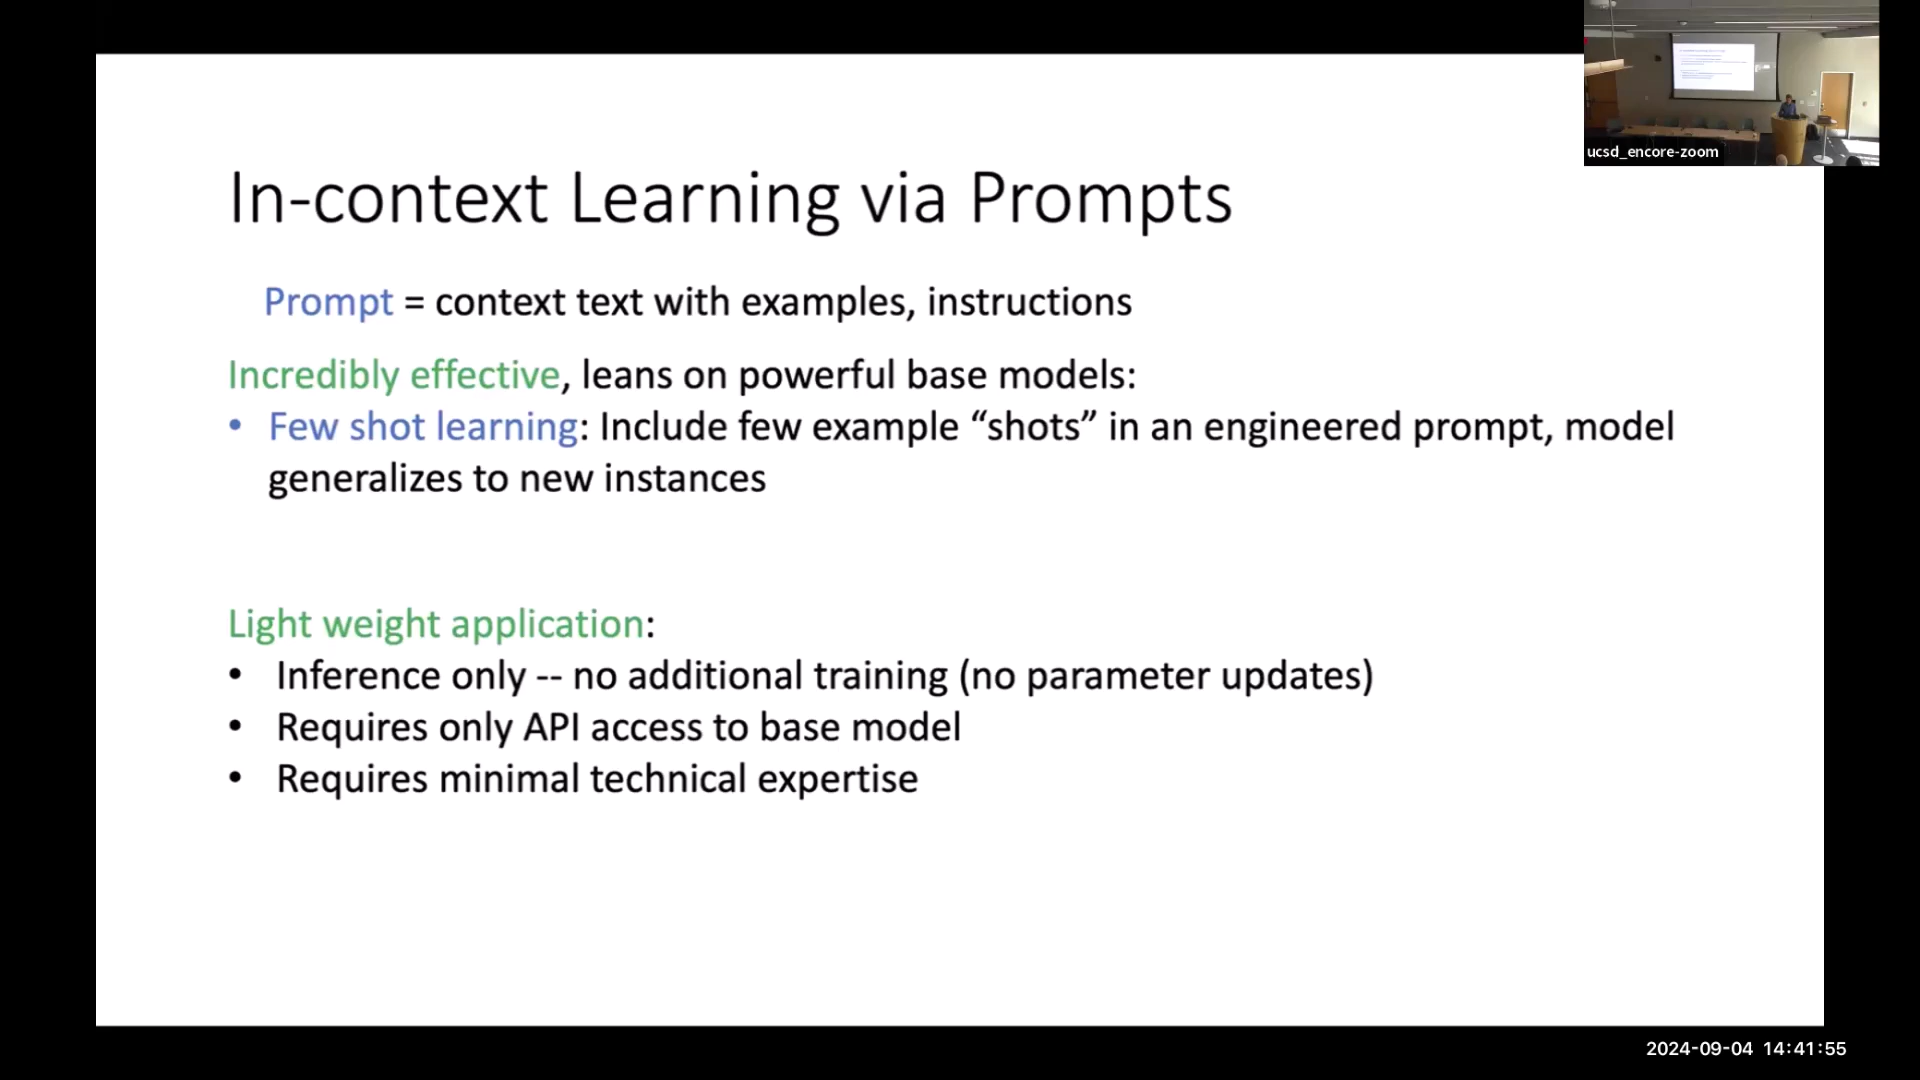 In-context Learning via Prompts
Prompt = context text with examples, instructions
Incredibly effective, leans on powerful base models:
• Few shot learning: Include few example “shots” in an engineered prompt, model
generalizes to new instances
Light weight application:
• Inference only -- no additional training (no parameter updates)
• Requires only API access to base model
• Requires minimal technical expertise
ucsd_encore-zoom
2024-09-04 14:41:55